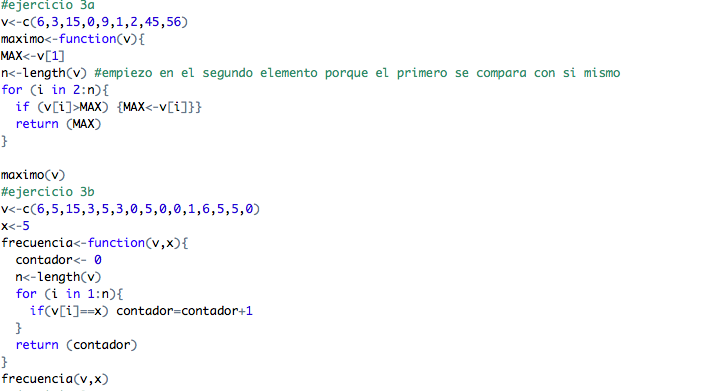 #ejercicio 3a
v<-c(6,3,15,0,9,1,2,45,56)
maximo<-function(v){
MAX<-v[1]
n<-length(v) #empiezo en el segundo elemento porque el primero se compara con si mismo
for (i in 2:n){
  if (v[i]>MAX) {MAX<-v[i]}}
  return (MAX)
}

maximo(v)
#ejercicio 3b
v<-c(6,5,15,3,5,3,0,5,0,0,1,6,5,5,0)
x<-5
frecuencia<-function(v,x){
  contador<- 0
  n<-length(v)
  for (i in 1:n){
    if(v[i]==x) contador=contador+1
  }
  return (contador)
}
frecuencia(v,x)